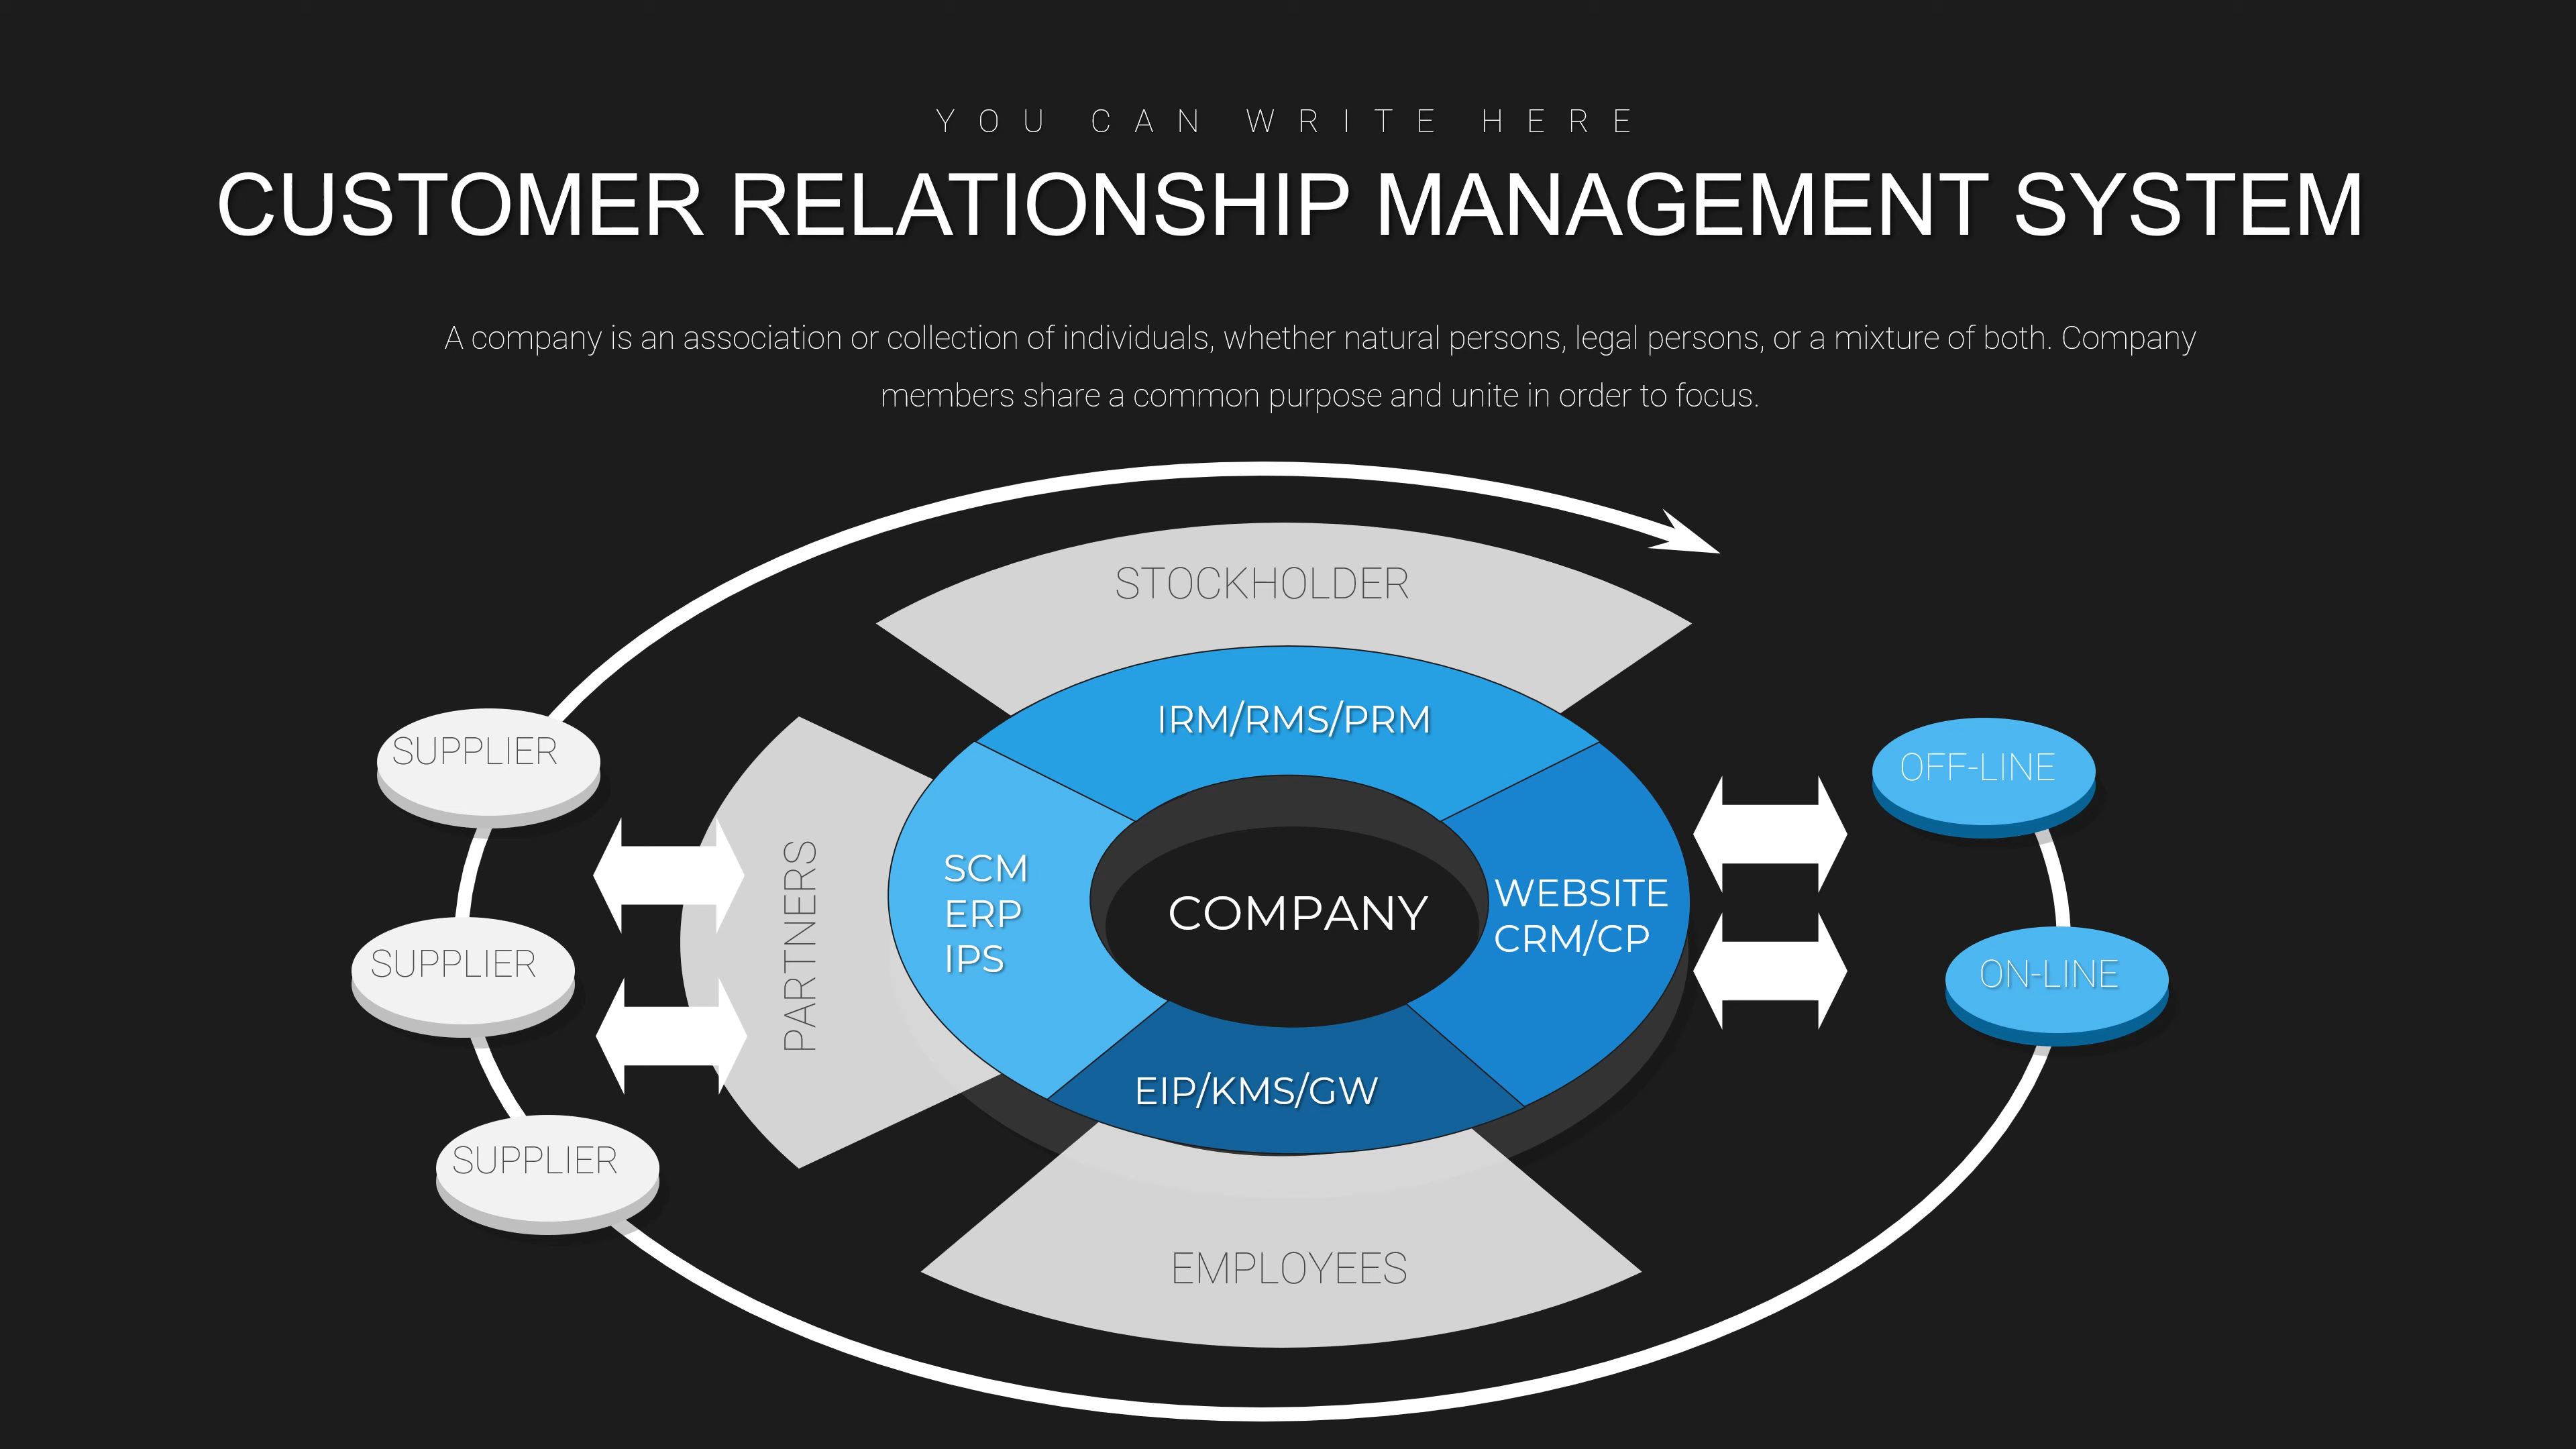 YOU CAN WRITE HERE
CUSTOMER RELATIONSHIP MANAGEMENT SYSTEM
A company is an association or collection of individuals, whether natural persons, legal persons, or a mixture of both. Company
members share a common purpose and unite in order to focus.
STOCKHOLDER
IRM/RMS/PRM
SUPPLIER
OFF-LINE
PARTNERS
SCM
ERP
IPS
COMPANY
WEBSITE
CRM/CP
SUPPLIER
ON-LINE
EIP/KMS/GW
SUPPLIER
EMPLOYEES